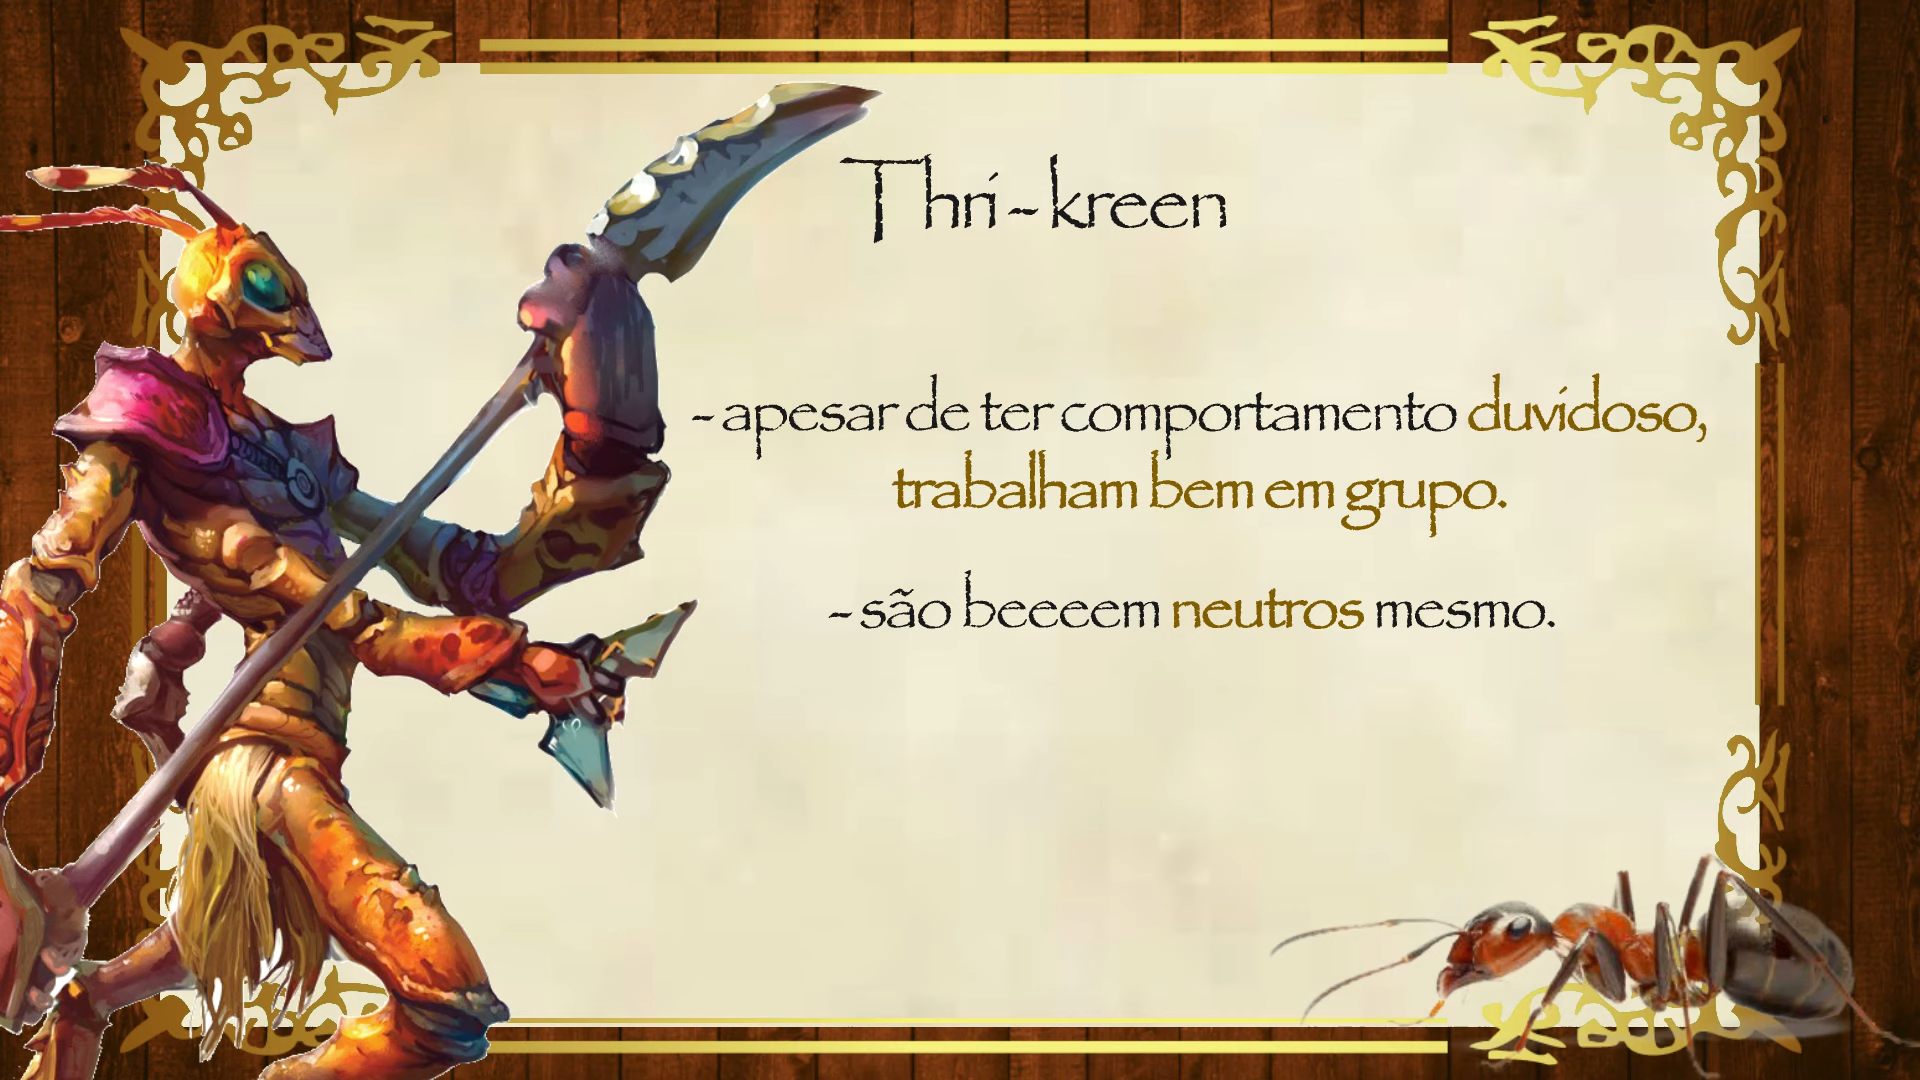 Thri-kreen
- apesar de ter comportamento duvidoso,
trabalham bem em grupo.
- são beeeem neutros mesmo.